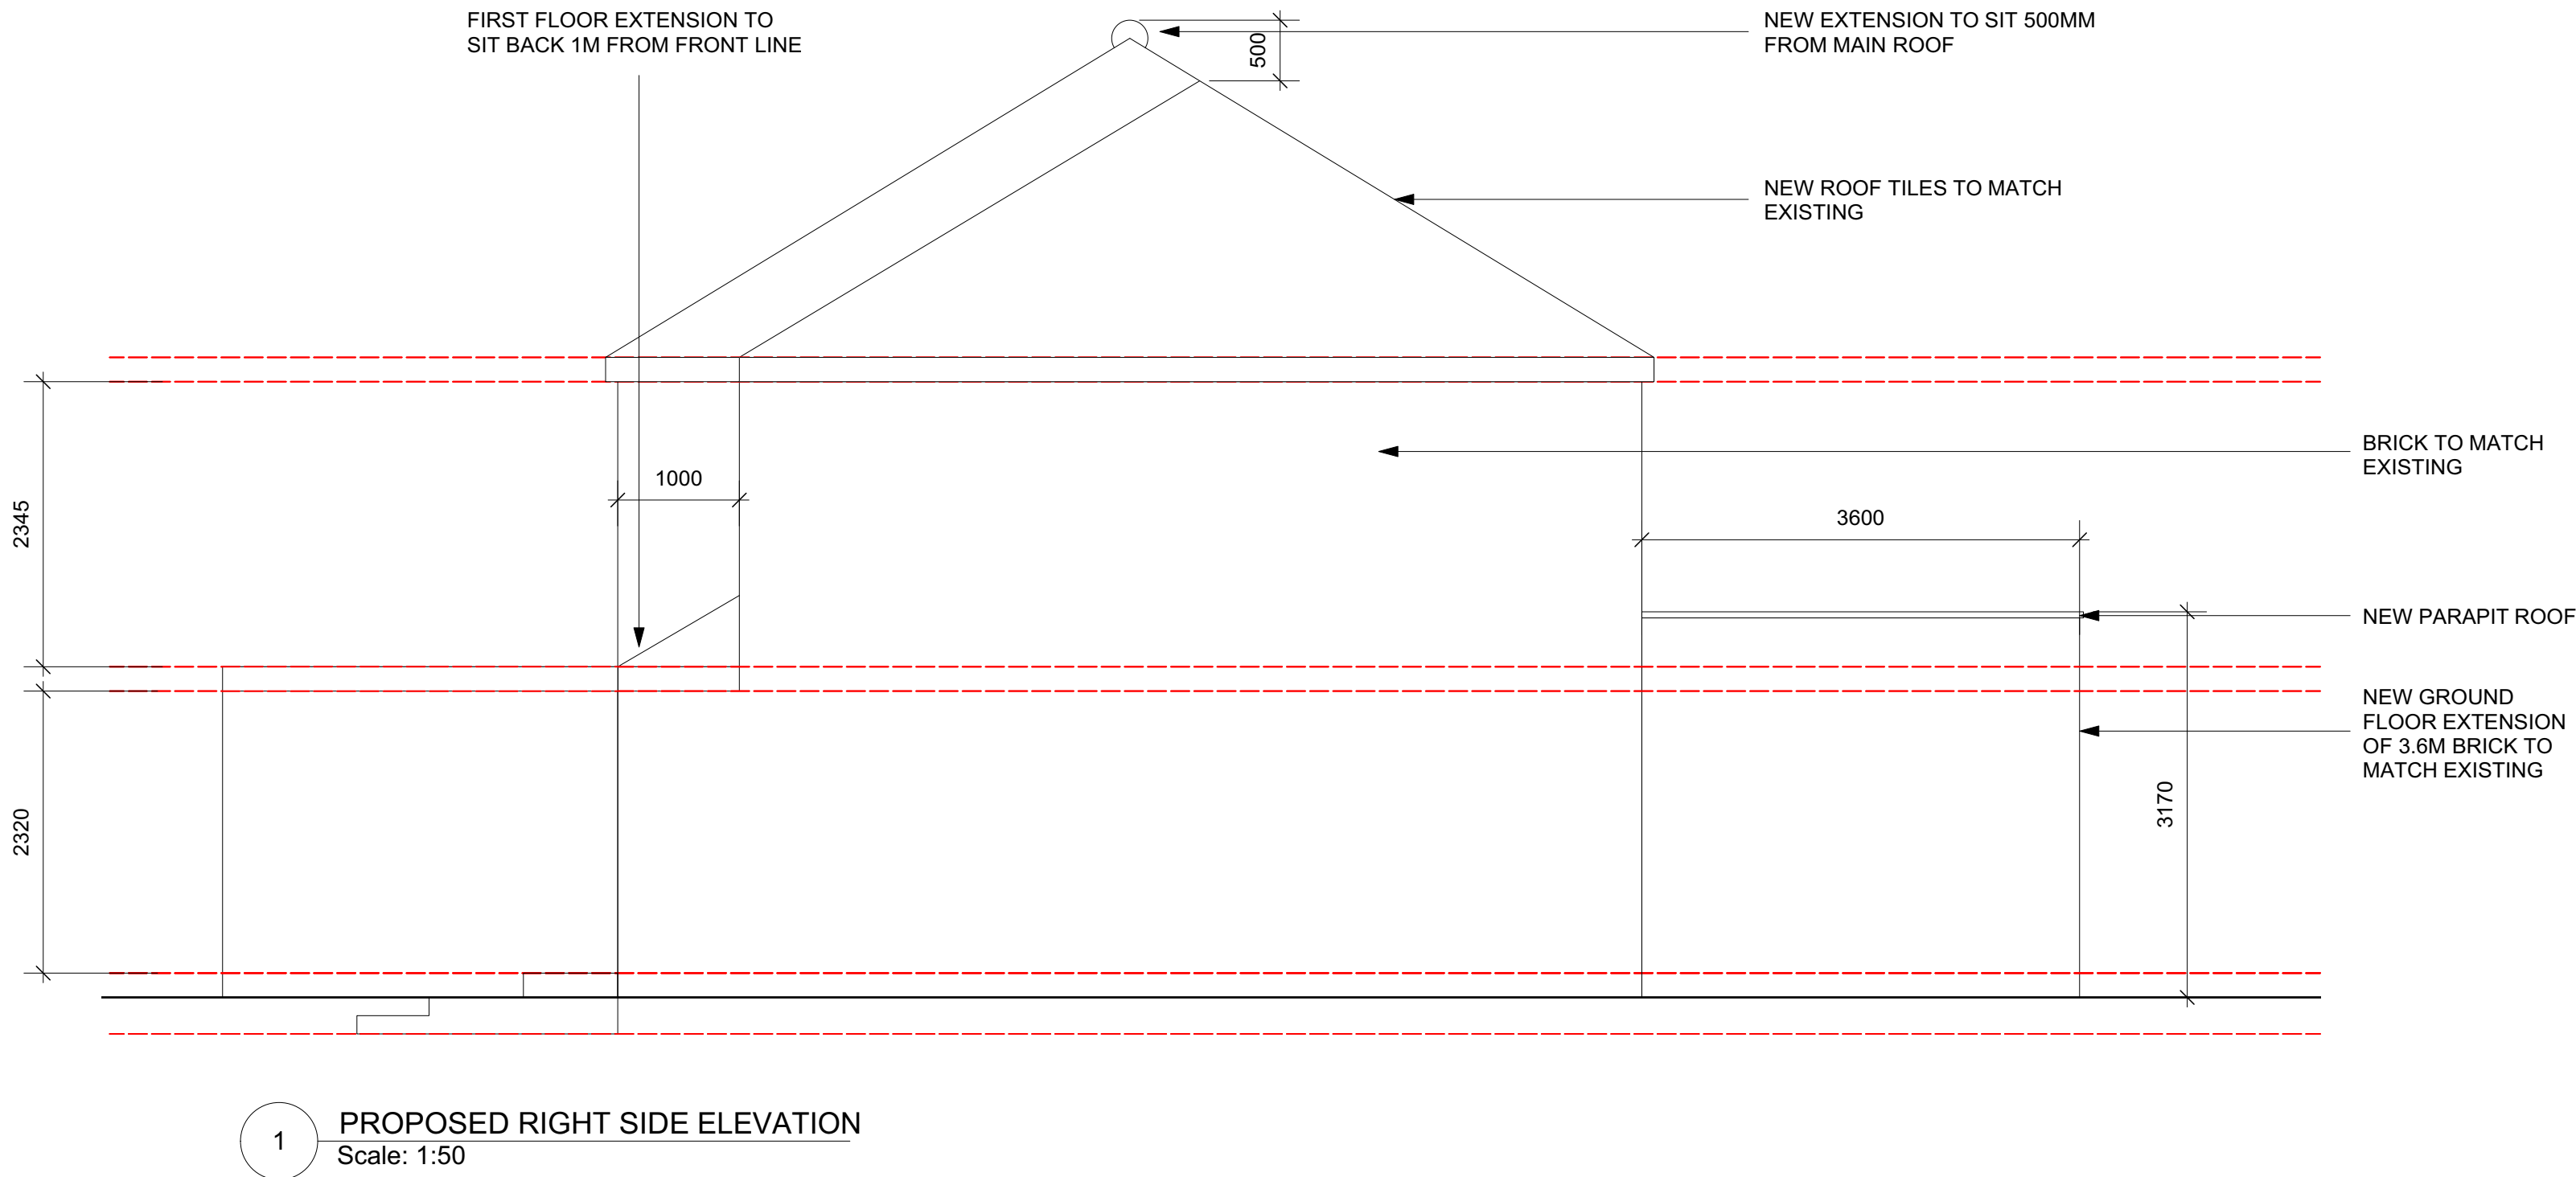 FIRST FLOOR EXTENSION TO
SIT BACK 1M FROM FRONT LINE
500
NEW EXTENSION TO SIT 500MM
FROM MAIN ROOF
NEW ROOF TILES TO MATCH
EXISTING
BRICK TO MATCH
EXISTING
2345
1000
3600
NEW PARAPIT ROOF
NEW GROUND
FLOOR EXTENSION
OF 3.6M BRICK TO
MATCH EXISTING
2320
3170
1
PROPOSED RIGHT SIDE ELEVATION
Scale: 1:50